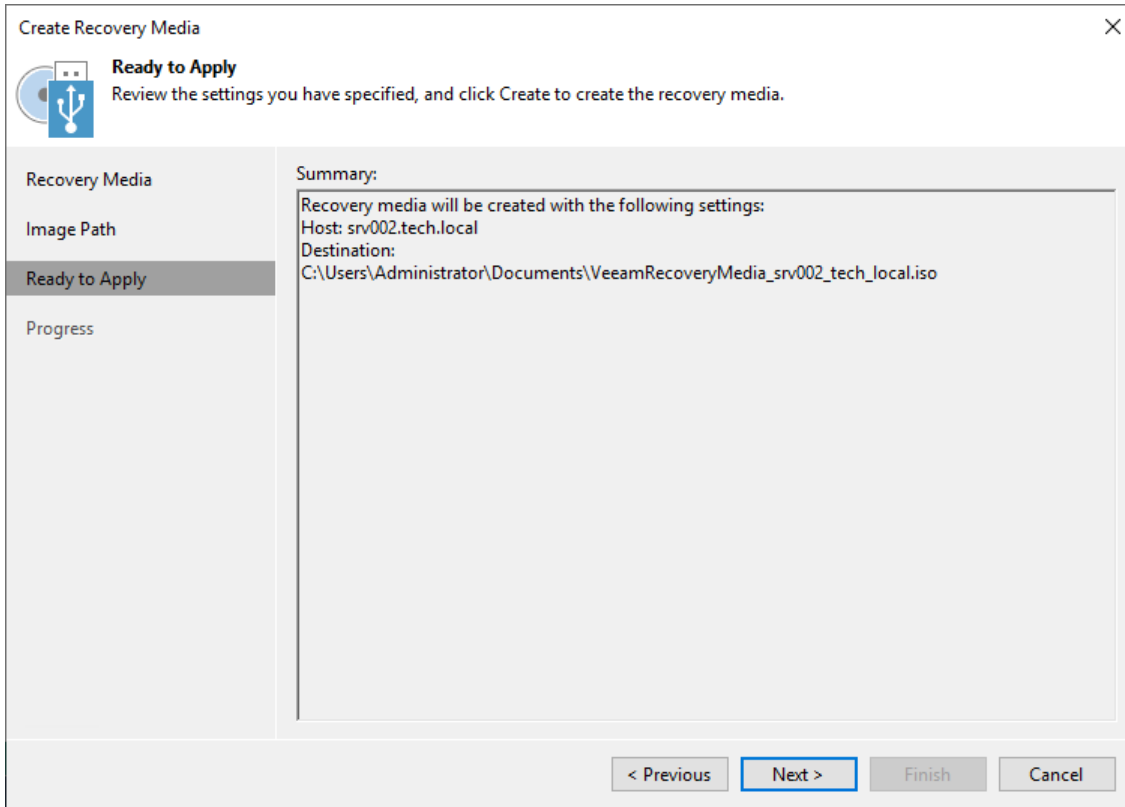 Create Recovery Media
Ready to Apply
Review the settings you have specified, and click Create to create the recovery media.
Recovery Media
Image Path
Ready to Apply
Progress
Summary:
Recovery media will be created with the following settings:
Host: srv002.tech.local
Destination:
C:\Users\Administrator\Documents\VeeamRecoveryMedia_srv002_tech_local.iso
< Previous
Next >
Finish
Cancel